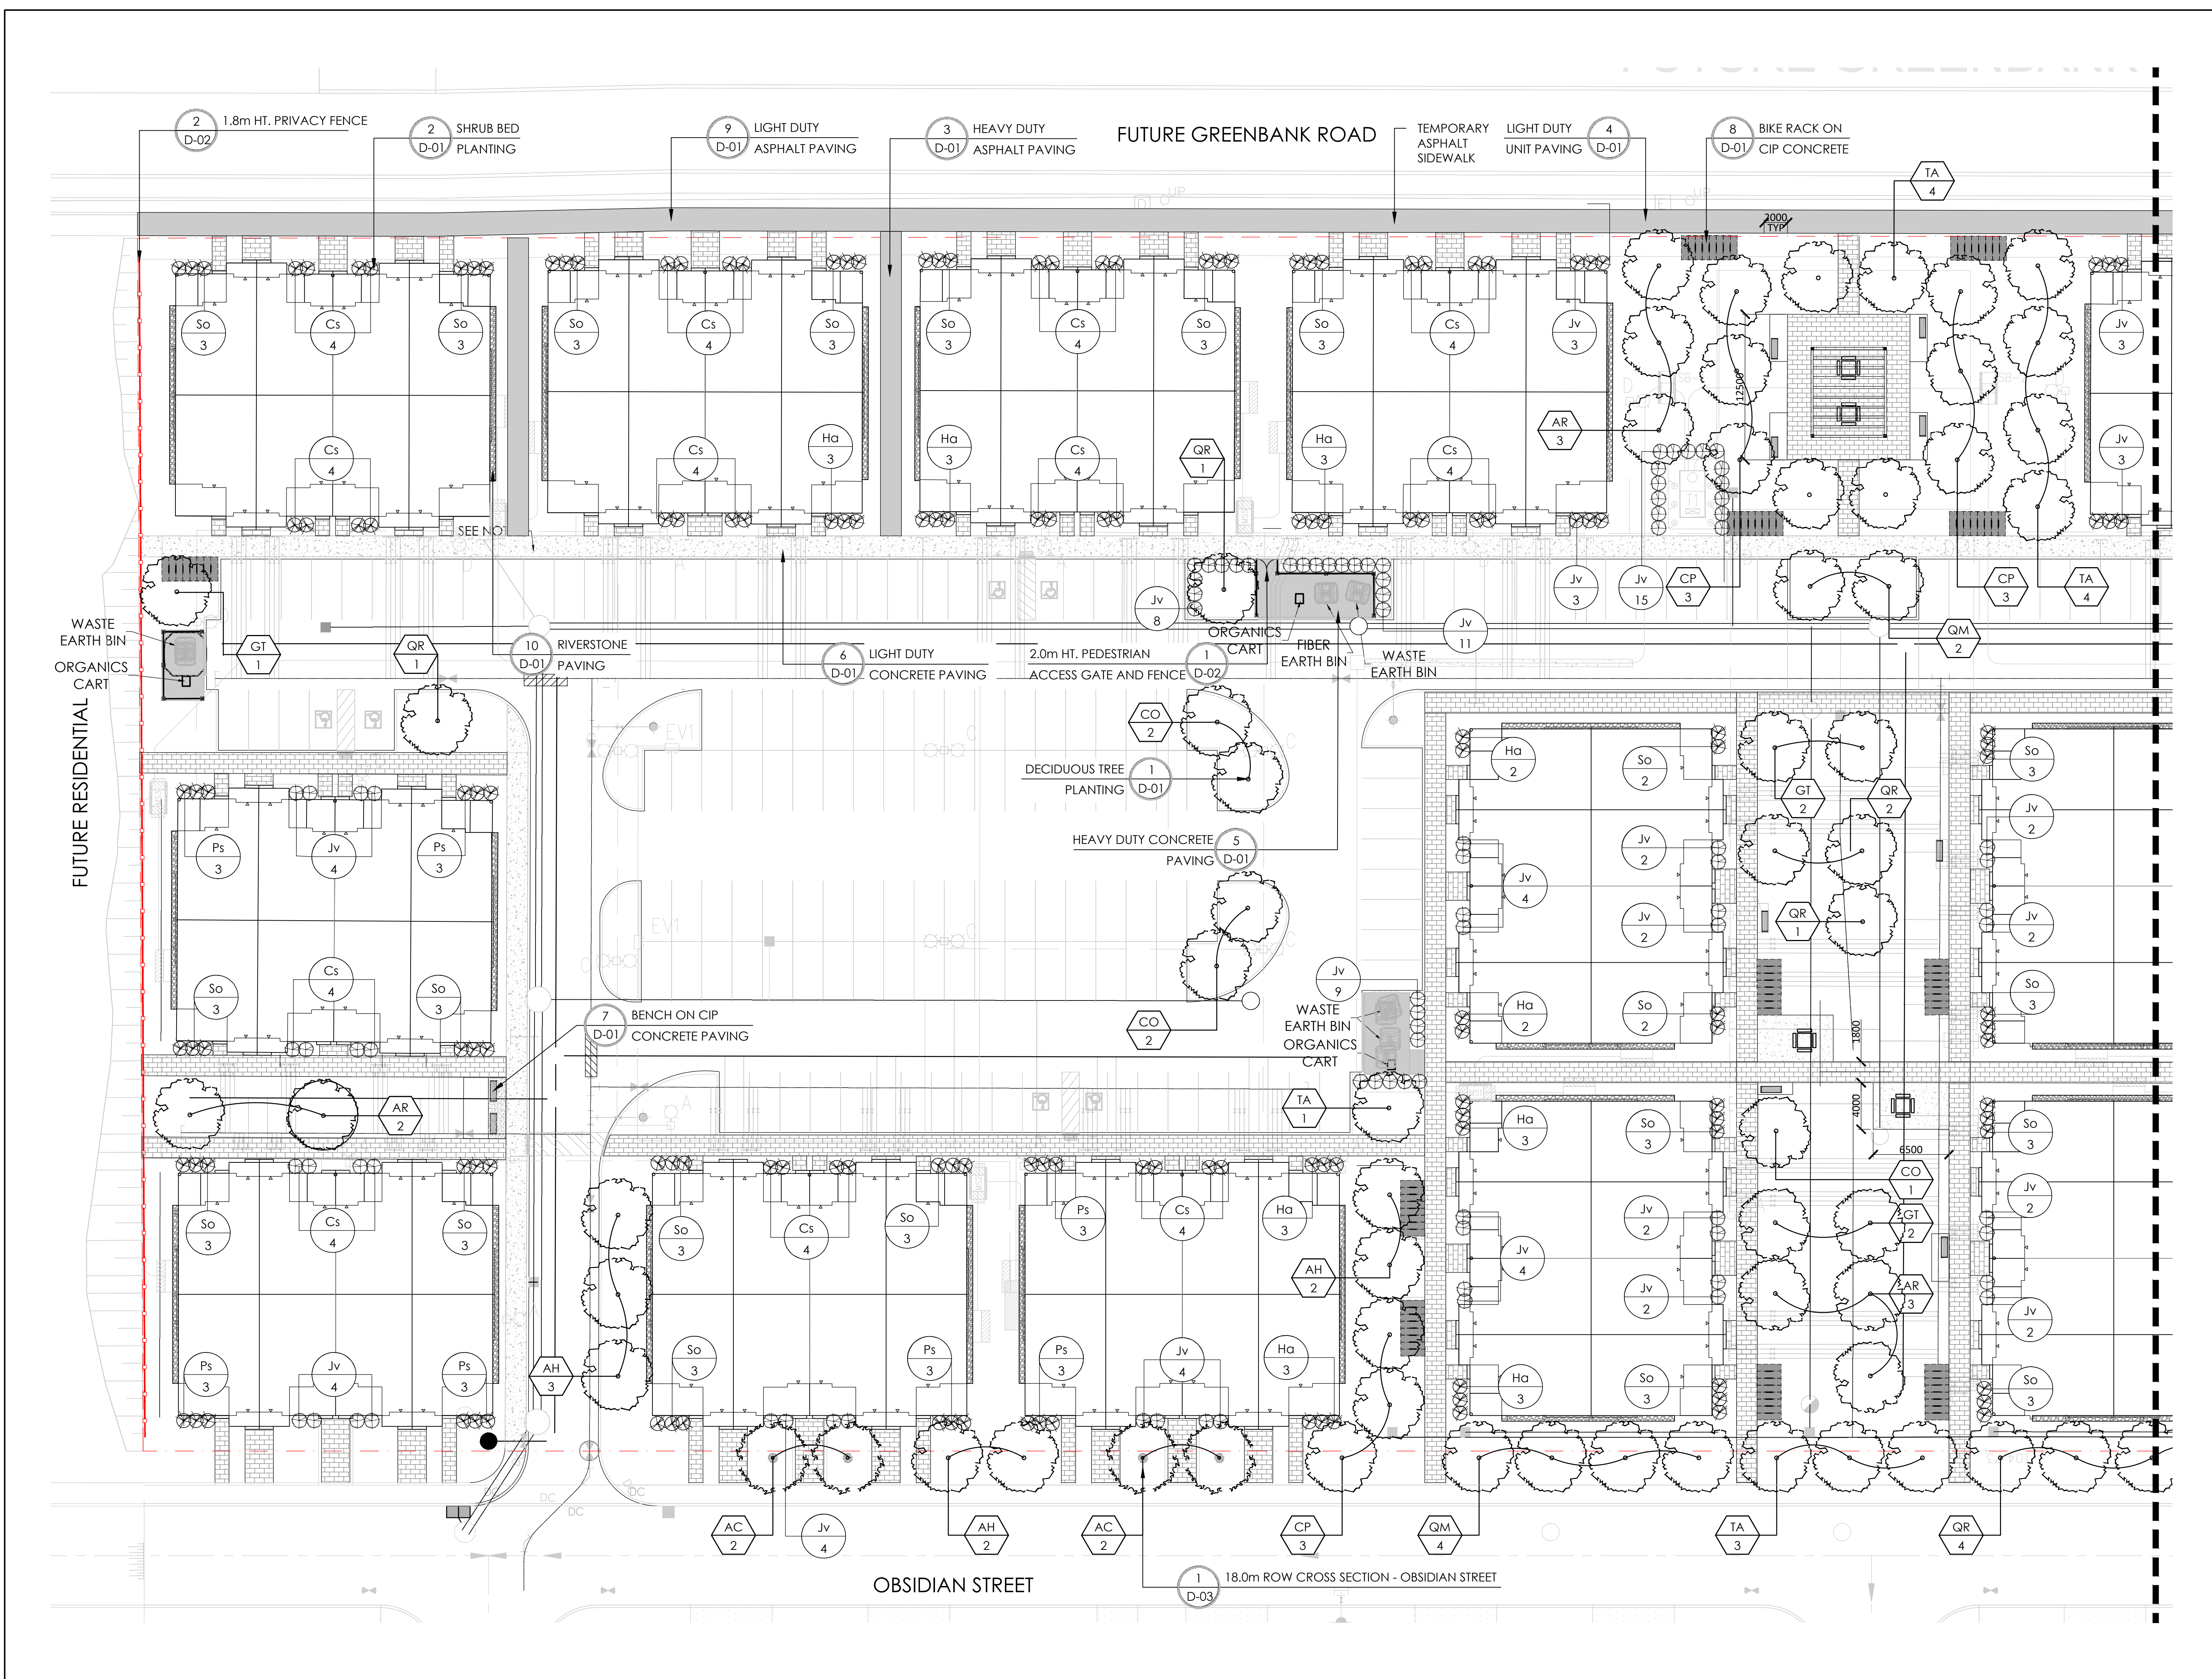 FUTURE GREENBANK
2
D-02
1.8m HT. PRIVACY FENCE
2
D-01
SHRUB BED
PLANTING
9
D-01
LIGHT DUTY
ASPHALT PAVING
3
D-01
HEAVY DUTY
ASPHALT PAVING
FUTURE GREENBANK ROAD
TEMPORARY
ASPHALT
SIDEWALK
LIGHT DUTY
UNIT PAVING
4
D-01
8
D-01
BIKE RACK ON
CIP CONCRETE
TA
4
UP
UP
2000
TYP
So
3
Cs
4
So
3
So
3
Cs
4
So
3
So
3
Cs
4
So
3
So
3
Cs
4
Jv
3
Jv
3
12500
AR
3
Cs
4
Cs
4
Ha
3
Ha
3
Cs
4
QR
1
Ha
3
Cs
4
Jv
3
T1
SEE NOT
Jv
8
Jv
3
Jv
15
CP
3
CP
3
TA
4
WASTE
EARTH BIN
ORGANICS
CART
GT
1
QR
1
10
D-01
RIVERSTONE
PAVING
6
D-01
LIGHT DUTY
CONCRETE PAVING
2.0m HT. PEDESTRIAN
ACCESS GATE AND FENCE
1
D-02
ORGANICS
CART
FIBER
EARTH BIN
WASTE
EARTH BIN
Jv
11
QM
2
FUTURE RESIDENTIAL
EV1
CO
2
DECIDUOUS TREE
PLANTING
1
D-01
Ha
2
So
2
GT
2
QR
2
So
3
Ps
3
Jv
4
Ps
3
HEAVY DUTY CONCRETE
PAVING
5
D-01
Jv
2
Jv
2
Jv
4
EV1
Jv
2
QR
1
Jv
2
So
3
Cs
4
So
3
Jv
9
So
3
7
D-01
BENCH ON CIP
CONCRETE PAVING
CO
2
WASTE
EARTH BIN
ORGANICS
CART
Ha
2
So
2
1800
AR
2
TA
1
4000
Ha
3
So
3
So
3
6500
CO
1
So
3
Cs
4
So
3
So
3
Cs
4
So
3
Ps
3
Cs
4
Ha
3
Jv
4
Jv
2
GT
2
Jv
2
AH
2
Jv
2
AR
3
Jv
2
Ps
3
Jv
4
Ps
3
AH
3
So
3
Ps
3
Ps
3
Jv
4
Ha
3
Ha
3
So
3
So
3
DC
DC
DC
DC
AC
2
Jv
4
AH
2
AC
2
CP
3
QM
4
TA
3
QR
4
OBSIDIAN STREET
1
D-03
18.0m ROW CROSS SECTION - OBSIDIAN STREET